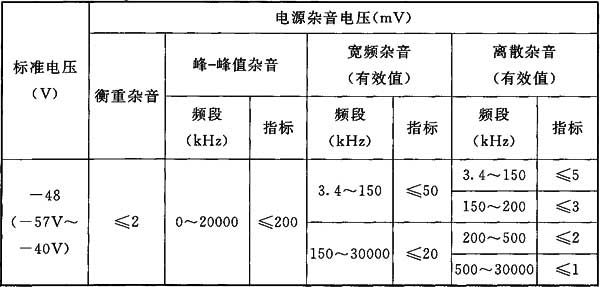 电源杂音电压(mV)
标准电压
(V)
衡重杂音
峰-峰值杂音
宽频杂音
(有效值)
离散杂音
(有效值)
频段
(kHz)
指标
频段
(kHz)
指标
频段
(kHz)
指标
-48
(-57V~
-40V)
≤2
0~20000
≤200
3.4~150
≤50
150~30000
≤20
3.4~150
≤5
150~200
≤3
200~500
≤2
500~30000
≤1